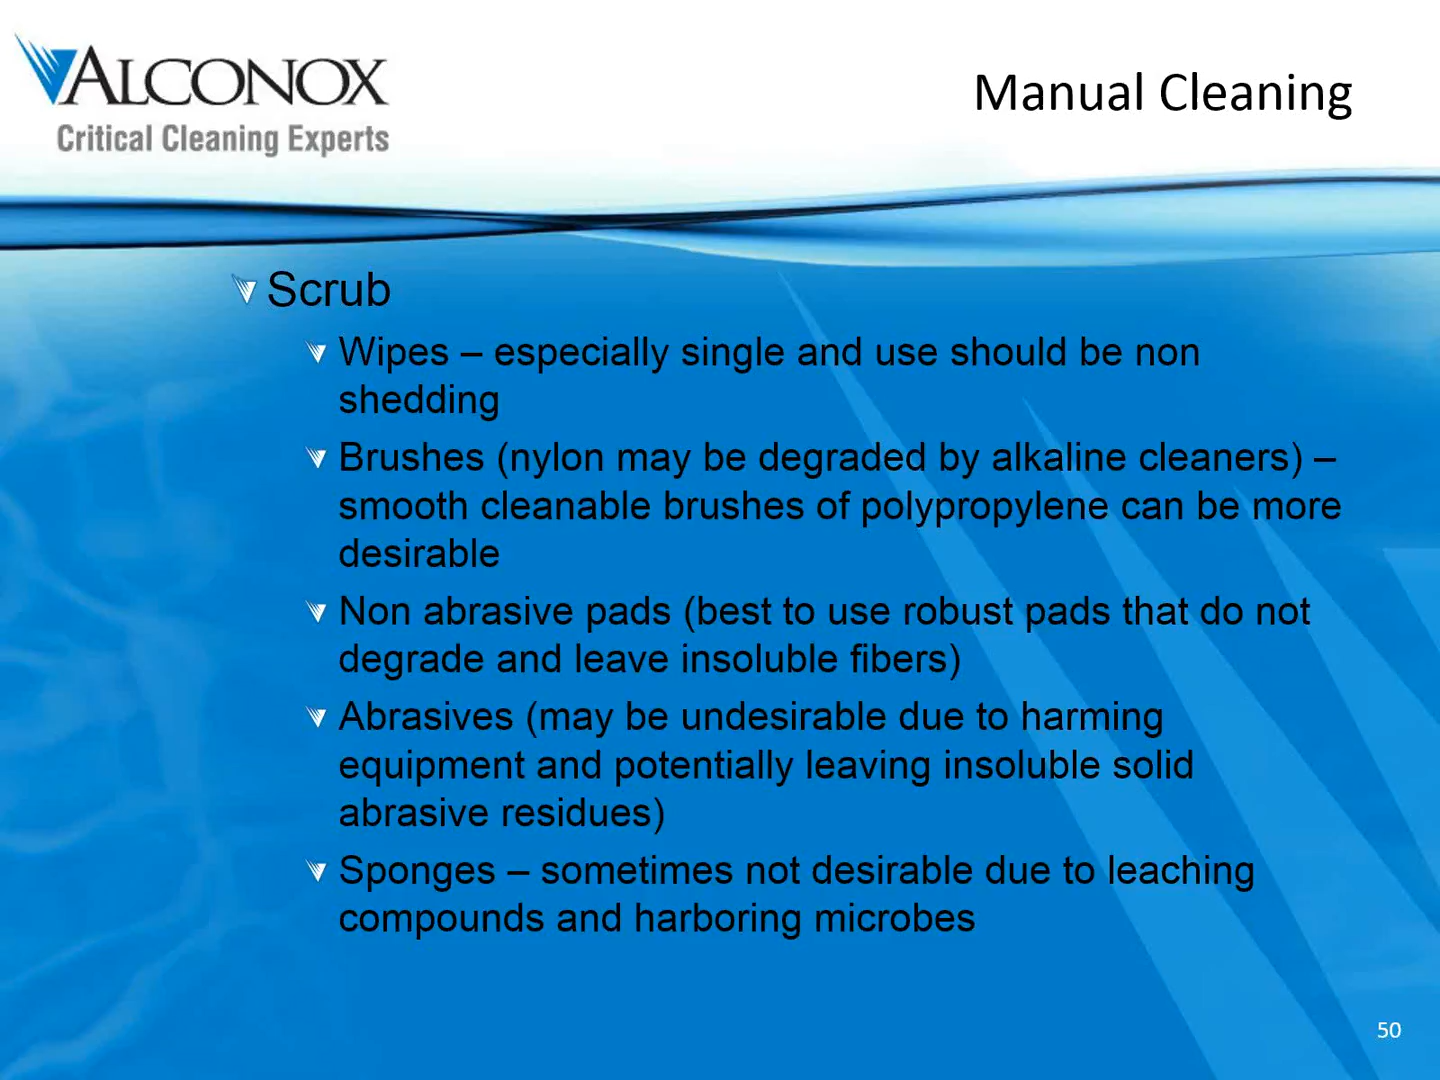 ALCONOX
Critical Cleaning Experts
Manual Cleaning
Scrub
Wipes – especially single and use should be non
shedding
Brushes (nylon may be degraded by alkaline cleaners) –
smooth cleanable brushes of polypropylene can be more
desirable
Non abrasive pads (best to use robust pads that do not
degrade and leave insoluble fibers)
Abrasives (may be undesirable due to harming
equipment and potentially leaving insoluble solid
abrasive residues)
Sponges – sometimes not desirable due to leaching
compounds and harboring microbes
50